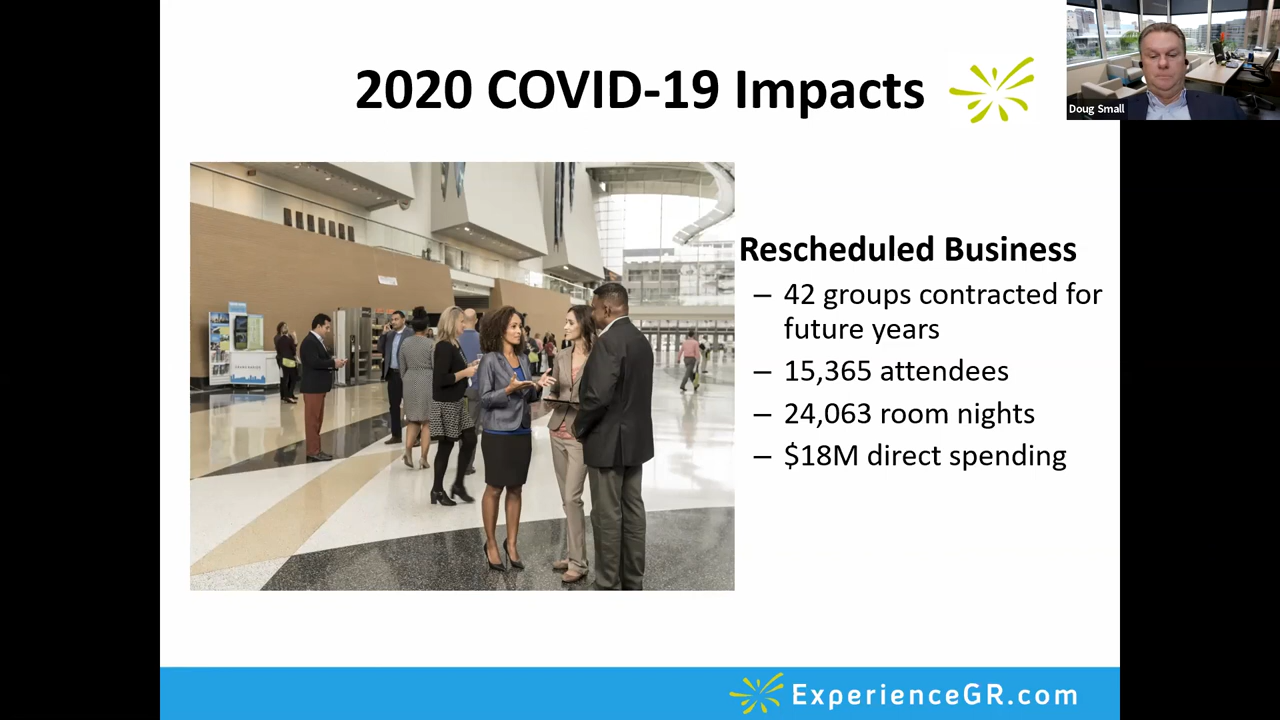 2020 COVID-19 Impacts
Doug Small
Rescheduled Business
– 42 groups contracted for
future years
– 15,365 attendees
– 24,063 room nights
– $18M direct spending
ExperienceGR.com